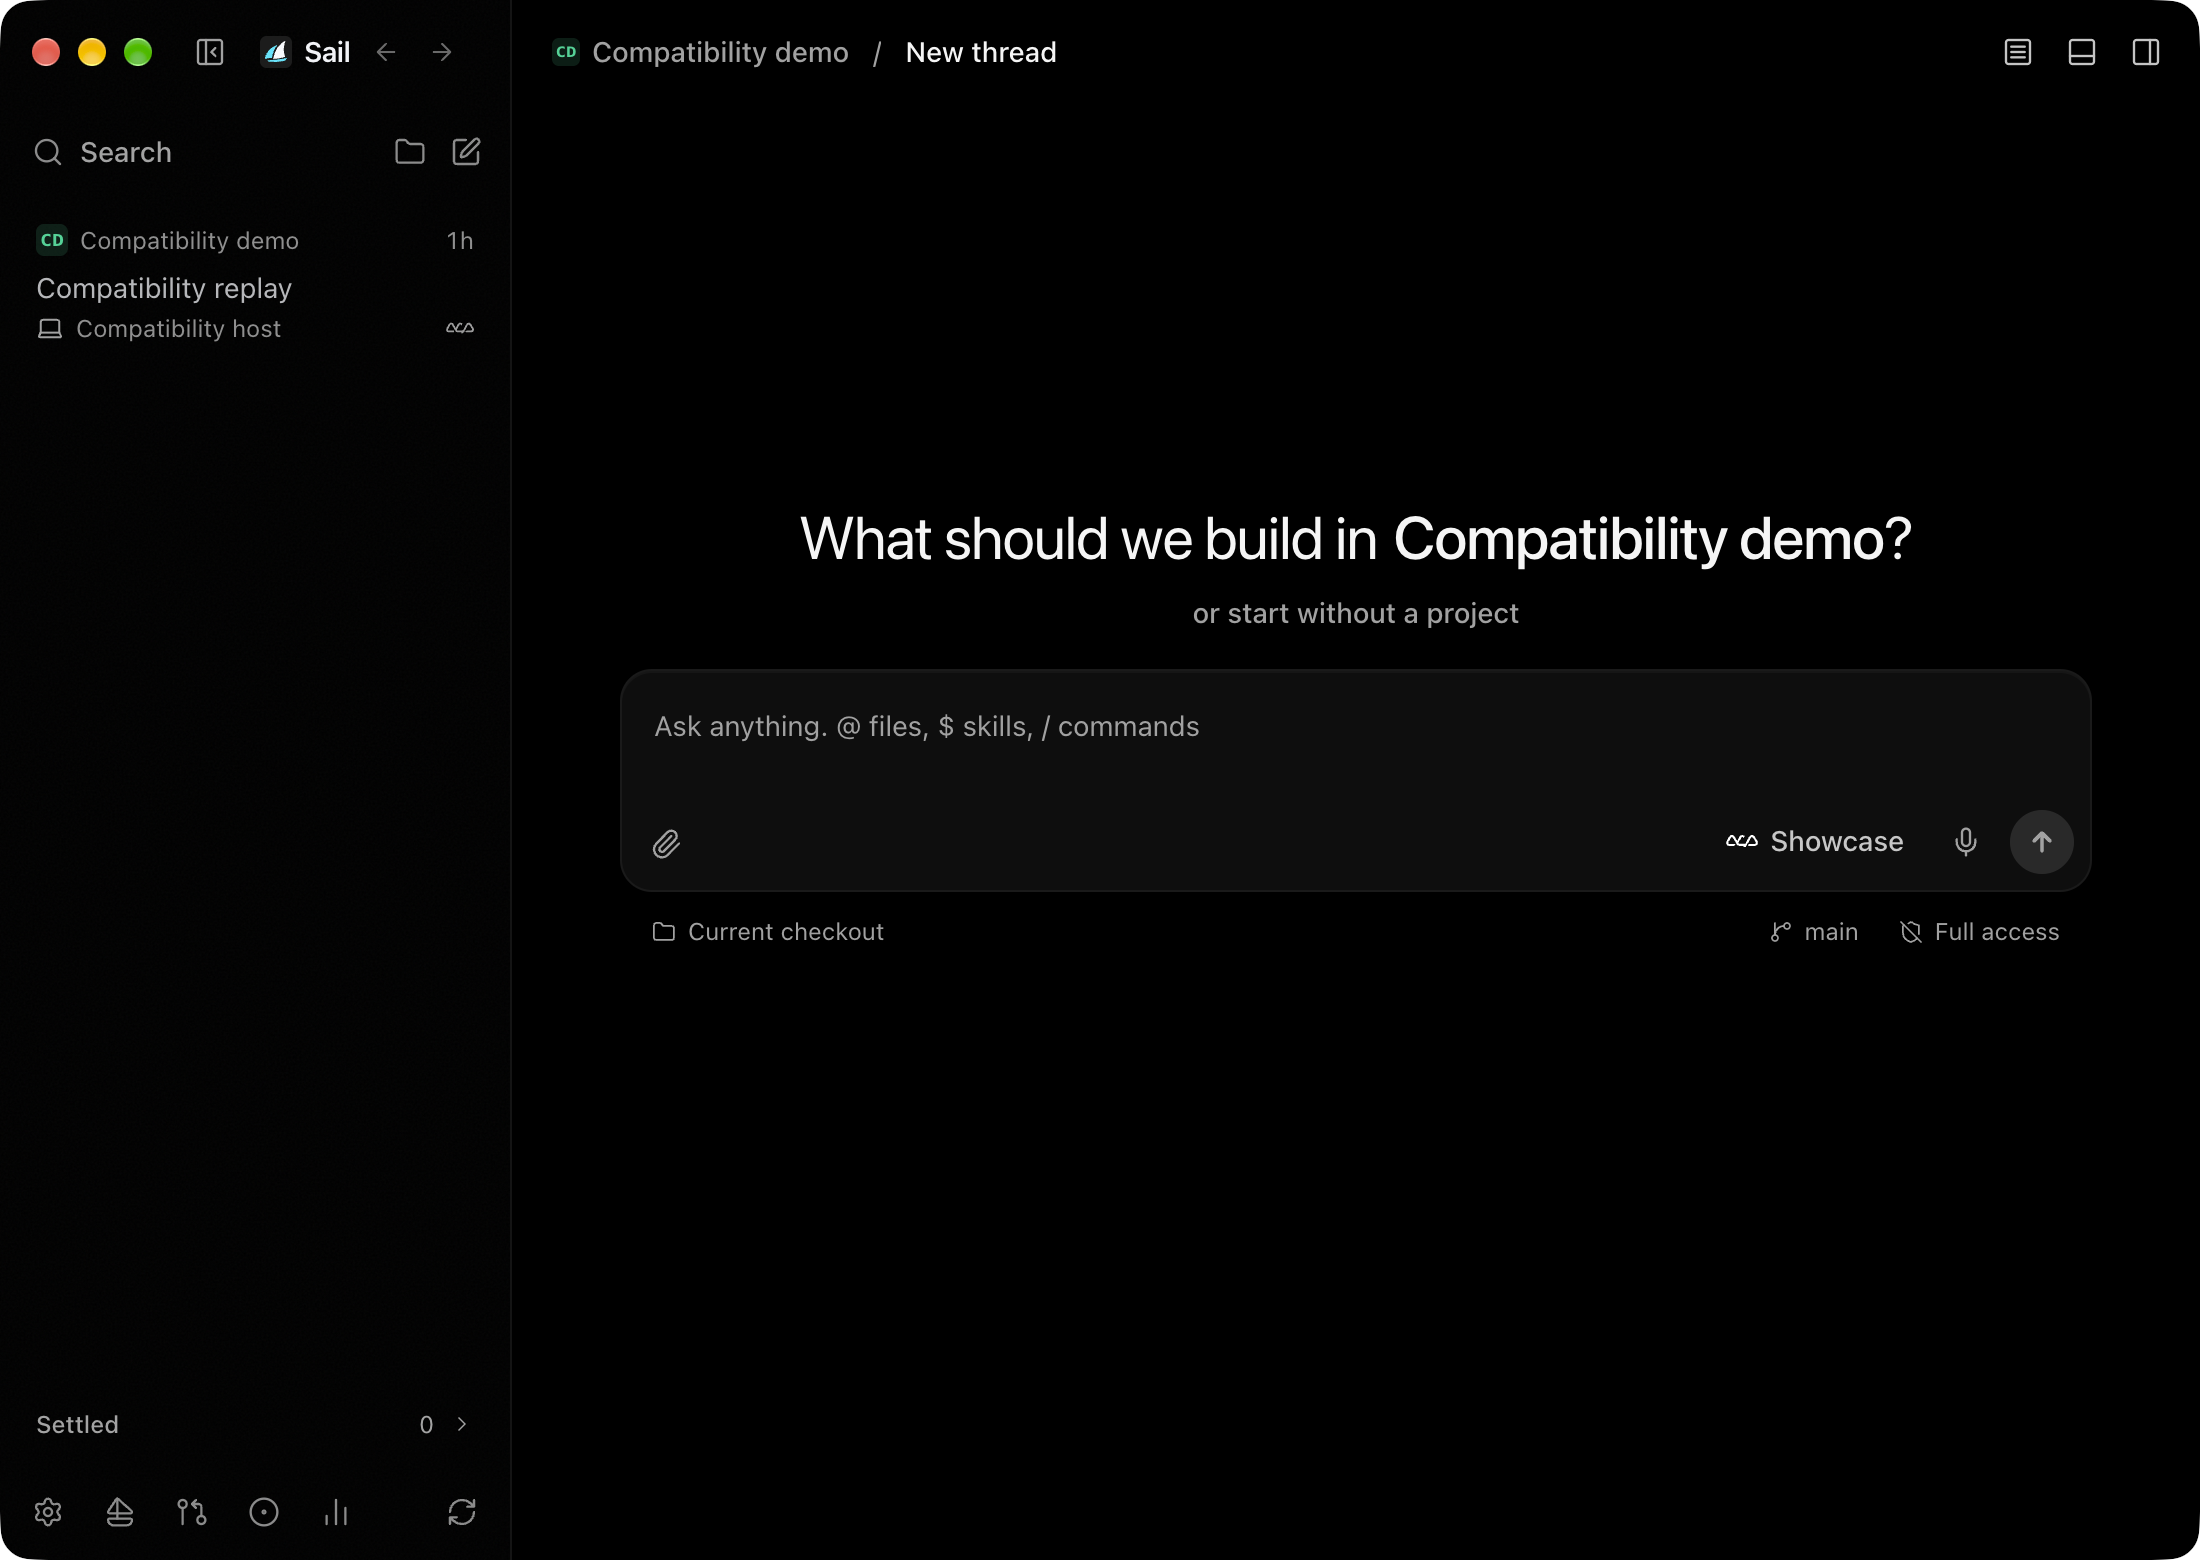 Sail
CD Compatibility demo / New thread
Search
CD Compatibility demo 1h
Compatibility replay
Compatibility host
What should we build in Compatibility demo?
or start without a project
Ask anything. @ files, $ skills, / commands
Showcase
Current checkout
main
Full access
Settled 0